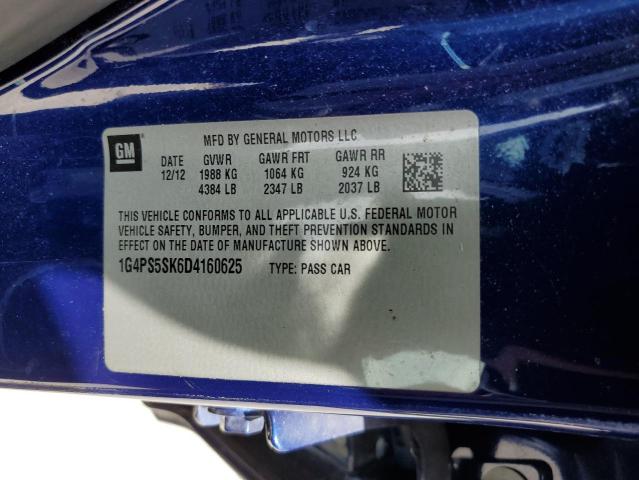 GM
MFD BY GENERAL MOTORS LLC
DATE GVWR GAWR FRT GAWR RR
12/12 1988 KG 1064 KG 924 KG
4384 LB 2347 LB 2037 LB
THIS VEHICLE CONFORMS TO ALL APPLICABLE U.S. FEDERAL MOTOR
VEHICLE SAFETY, BUMPER, AND THEFT PREVENTION STANDARDS IN
EFFECT ON THE DATE OF MANUFACTURE SHOWN ABOVE.
1G4PS5SK6D4160625 TYPE: PASS CAR